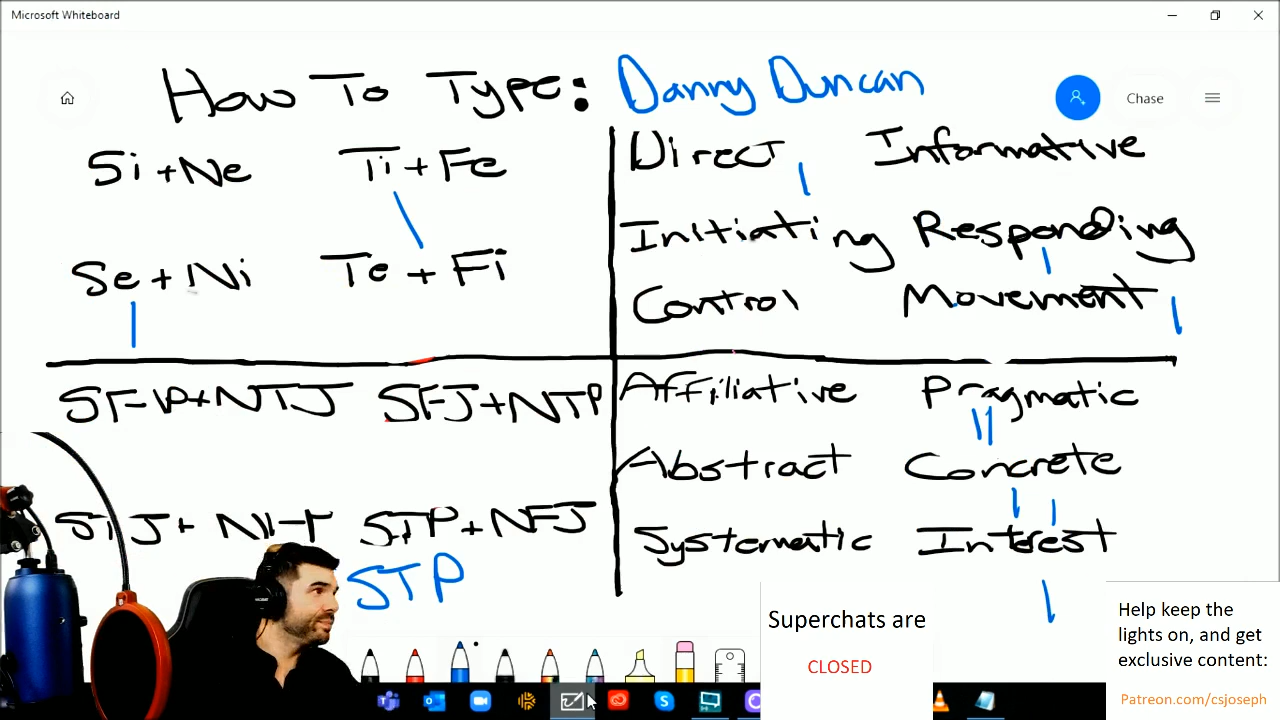 Microsoft Whiteboard
How To Type: Danny Duncan
Chase
Si + Ne Ti + Fe
Se + Ni Te + Fi
Direct Informative
Initiating Responding
Control Movement
SFP + NTJ SFJ + NTP
STJ + NFP STP + NFJ
STP
Affiliative Pragmatic
Abstract Concrete
Systematic Interest
Superchats are
CLOSED
Help keep the
lights on, and get
exclusive content:
Patreon.com/csjoseph